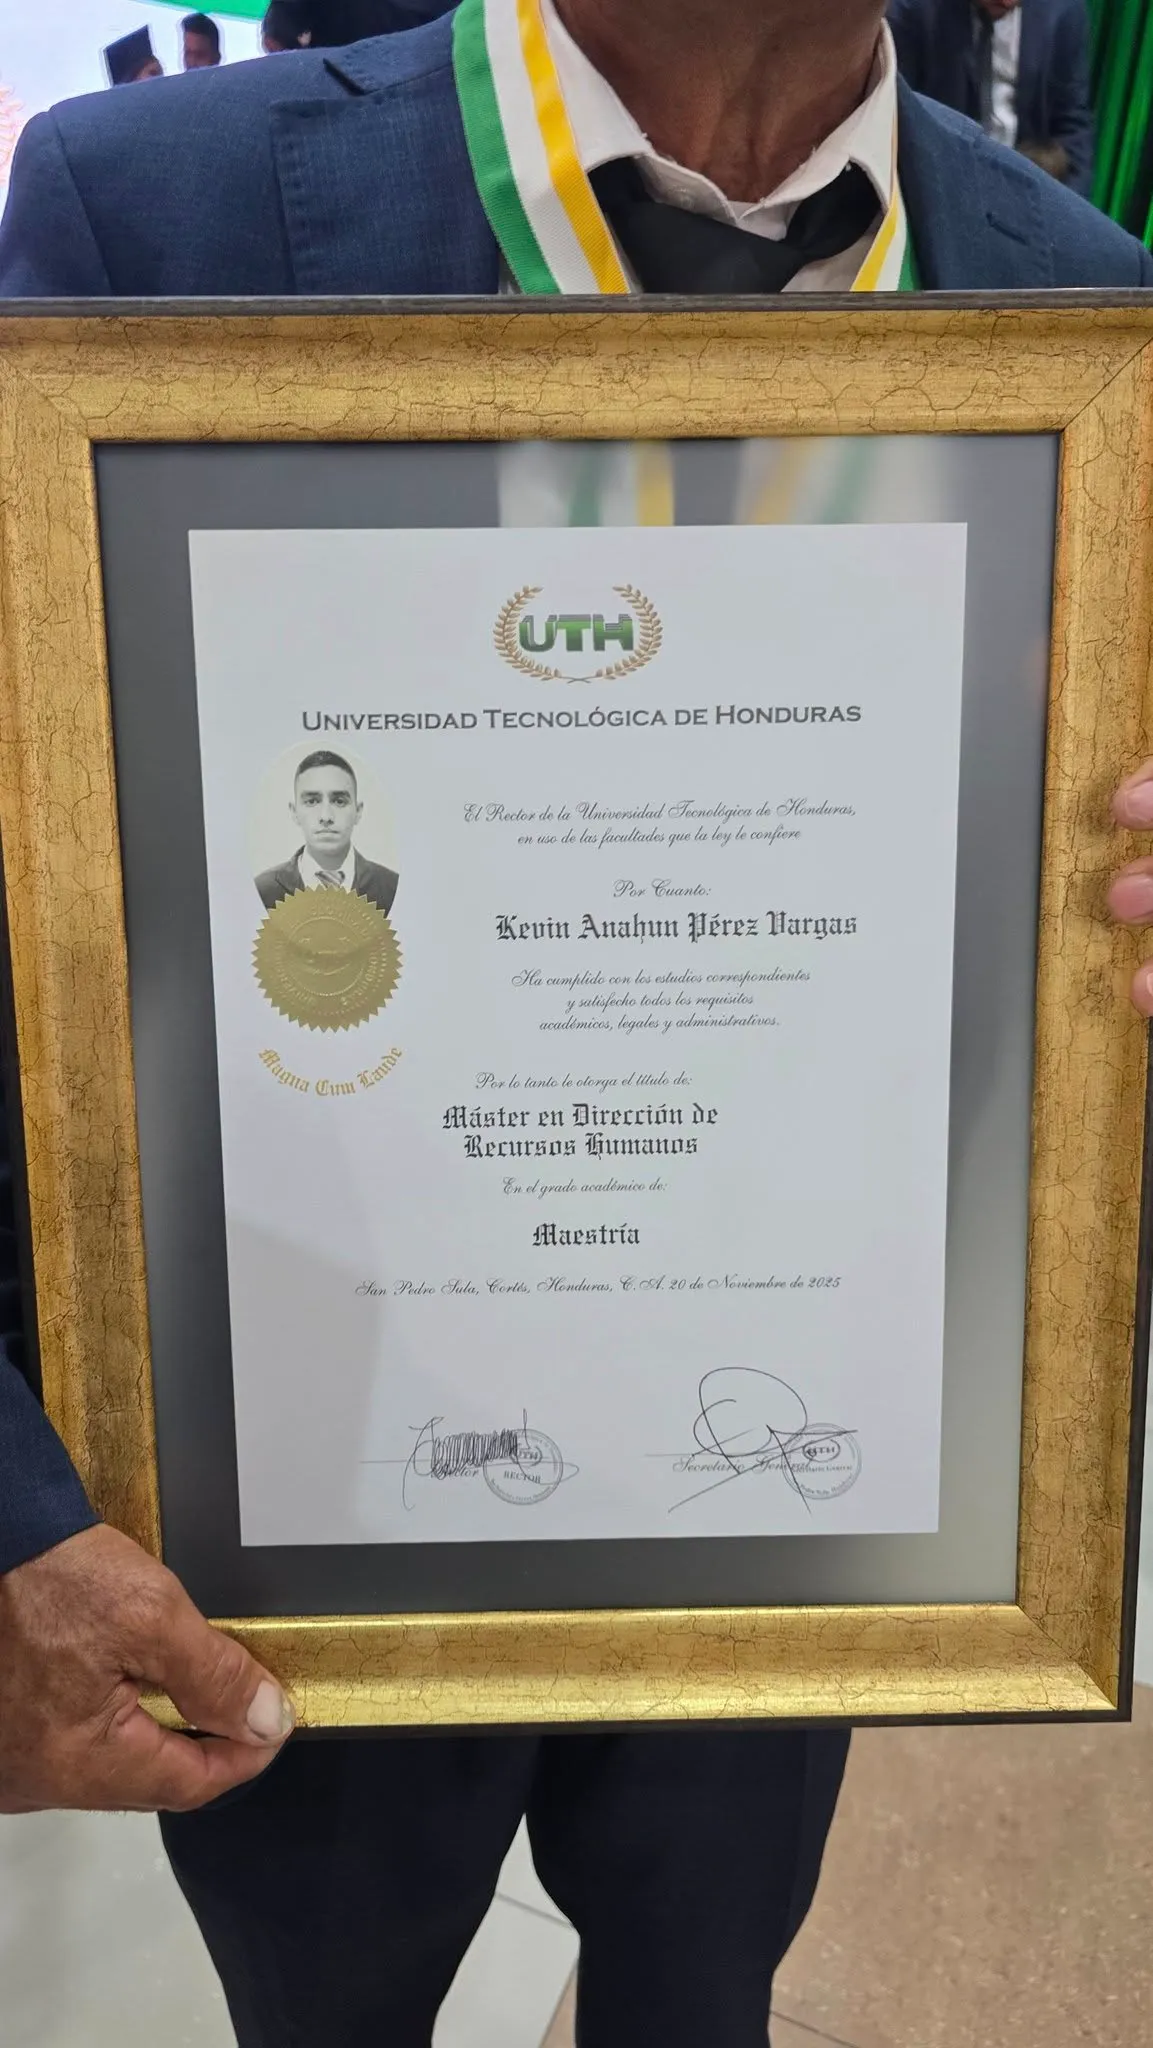 UTH
UNIVERSIDAD TECNOLÓGICA DE HONDURAS
El Rector de la Universidad Tecnológica de Honduras,
en uso de las facultades que la ley le confiere
Por Cuanto:
Kevin Anahun Pérez Vargas
Ha cumplido con los estudios correspondientes
y satisfecho todos los requisitos
académicos, legales y administrativos.
Magna Cum Laude
Por lo tanto le otorga el título de:
Máster en Dirección de
Recursos Humanos
En el grado académico de:
Maestría
San Pedro Sula, Cortés, Honduras, C. A. 20 de Noviembre de 2025
Rector
UTH
RECTOR
Secretario General
UTH